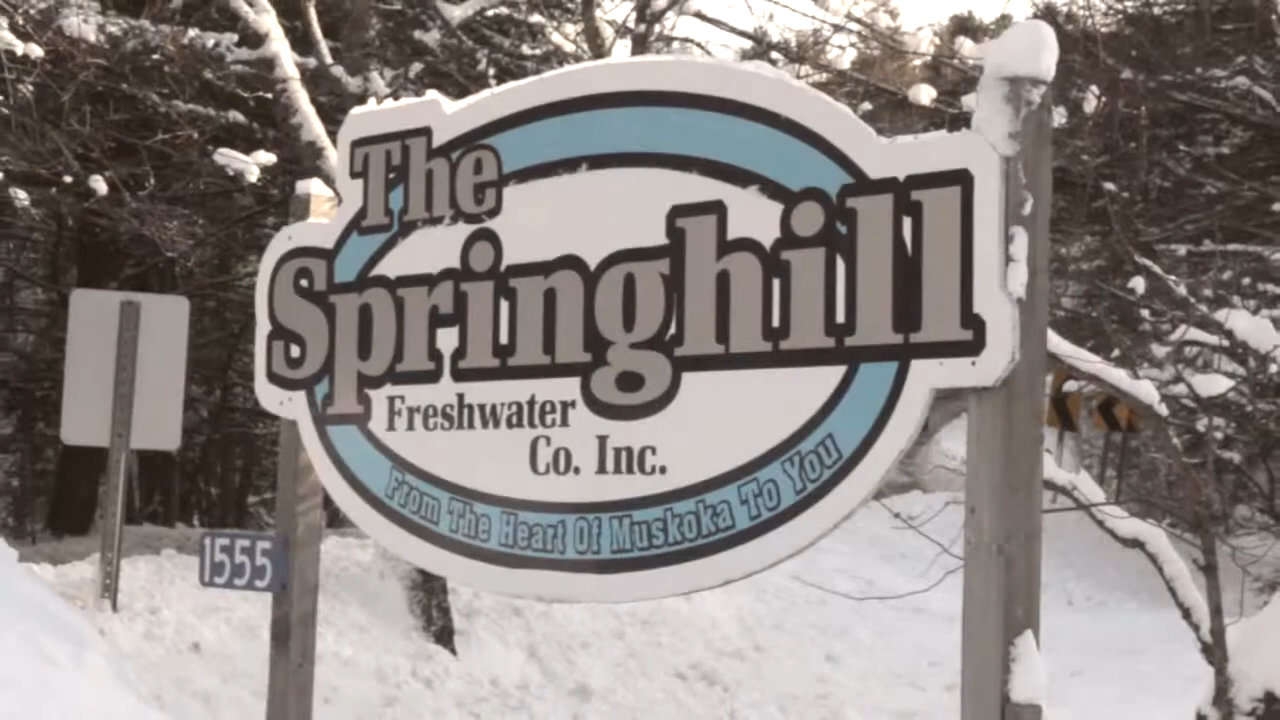 The
Springhill
Freshwater
Co. Inc.
From The Heart Of Muskoka To You
1555